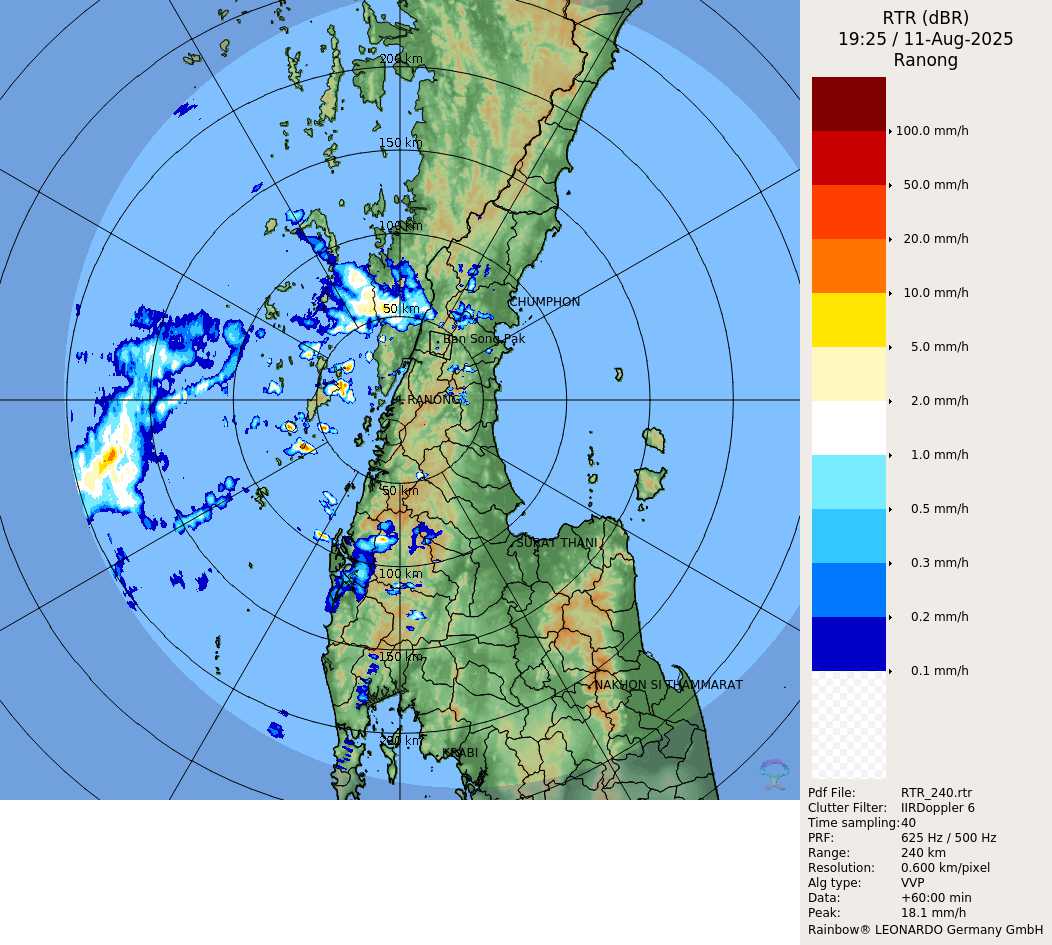 RTR (dBR)
19:25 / 11-Aug-2025
Ranong
200 km
150 km
100 km
50 km
CHUMPHON
Ban Song Pak
RANONG
50 km
SURAT THANI
100 km
150 km
NAKHON SI THAMMARAT
200 km
KRABI
100.0 mm/h
50.0 mm/h
20.0 mm/h
10.0 mm/h
5.0 mm/h
2.0 mm/h
1.0 mm/h
0.5 mm/h
0.3 mm/h
0.2 mm/h
0.1 mm/h
Pdf File: RTR_240.rtr
Clutter Filter: IIRDoppler 6
Time sampling:40
PRF: 625 Hz / 500 Hz
Range: 240 km
Resolution: 0.600 km/pixel
Alg type: VVP
Data: +60:00 min
Peak: 18.1 mm/h
Rainbow® LEONARDO Germany GmbH